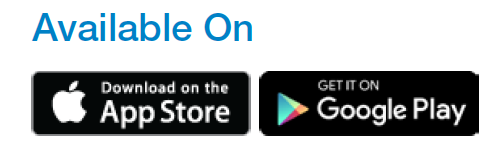 Available On
Download on the
App Store
GET IT ON
Google Play